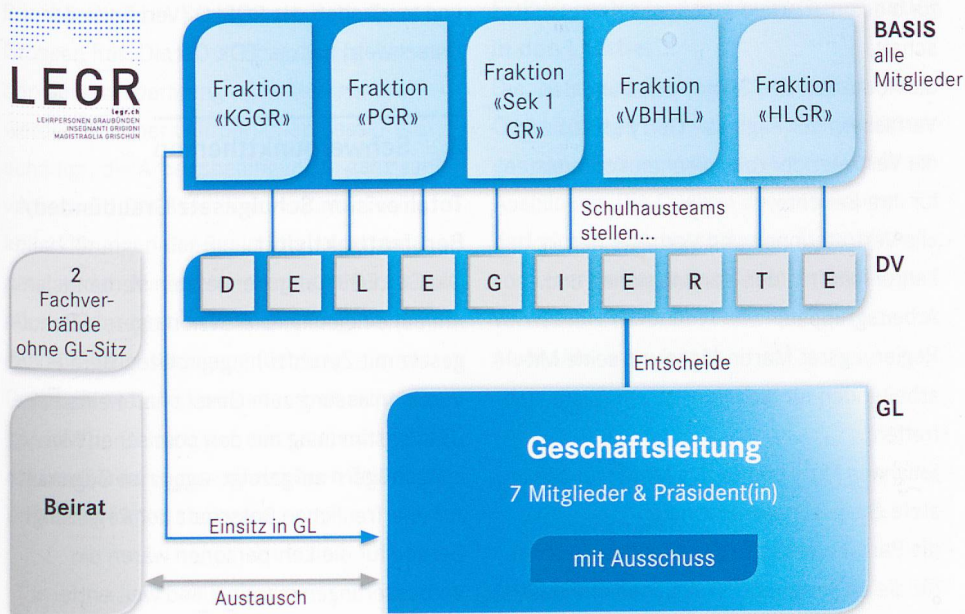 LEGR
legr.ch
LEHRPERSONEN GRAUBÜNDEN
INSEGNANTI GRIGIONI
MAGISTRAGLIA GRISCHUN
Fraktion
«KGGR»
Fraktion
«PGR»
Fraktion
«Sek 1
GR»
Fraktion
«VBHHL»
Fraktion
«HLGR»
BASIS
alle
Mitglieder
Schulhausteams
stellen...
2
Fachver-
bände
ohne GL-Sitz
D E L E G I E R T E
DV
Entscheide
GL
Geschäftsleitung
7 Mitglieder & Präsident(in)
mit Ausschuss
Beirat
Einsitz in GL
Austausch